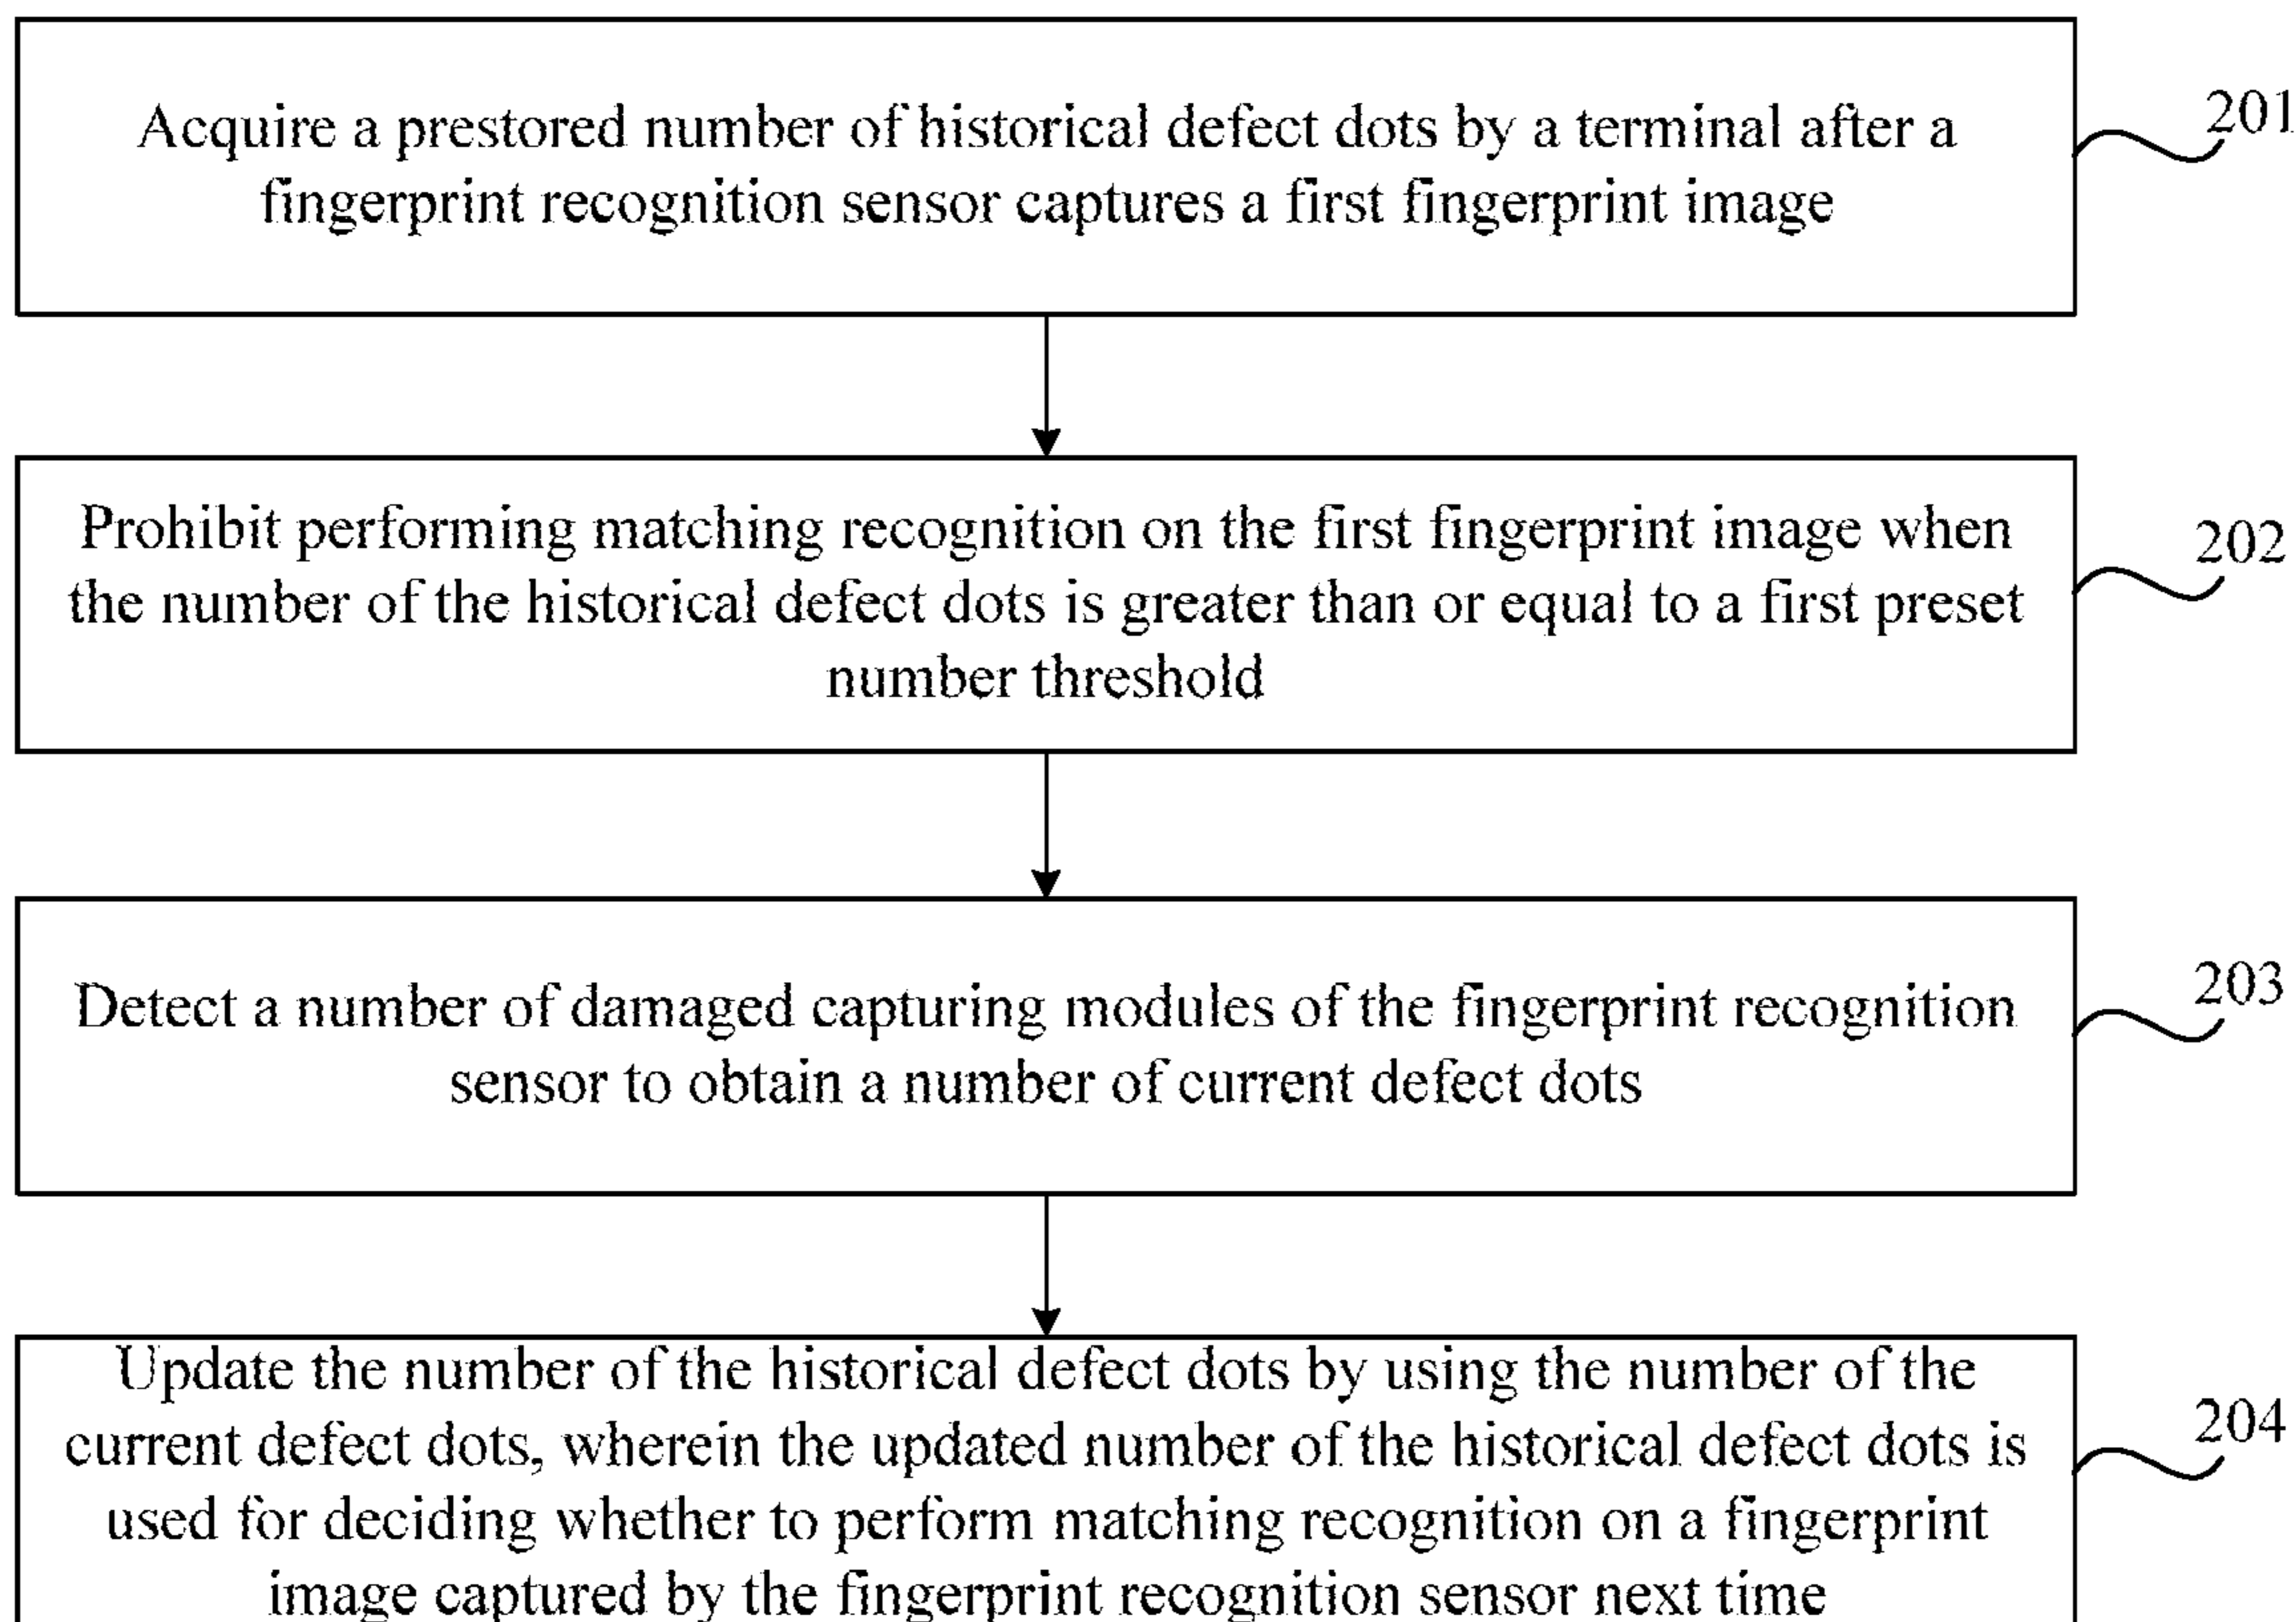 Acquire a prestored number of historical defect dots by a terminal after a
fingerprint recognition sensor captures a first fingerprint image
201
Prohibit performing matching recognition on the first fingerprint image when
the number of the historical defect dots is greater than or equal to a first preset
number threshold
202
Detect a number of damaged capturing modules of the fingerprint recognition
sensor to obtain a number of current defect dots
203
Update the number of the historical defect dots by using the number of the
current defect dots, wherein the updated number of the historical defect dots is
used for deciding whether to perform matching recognition on a fingerprint
image captured by the fingerprint recognition sensor next time
204